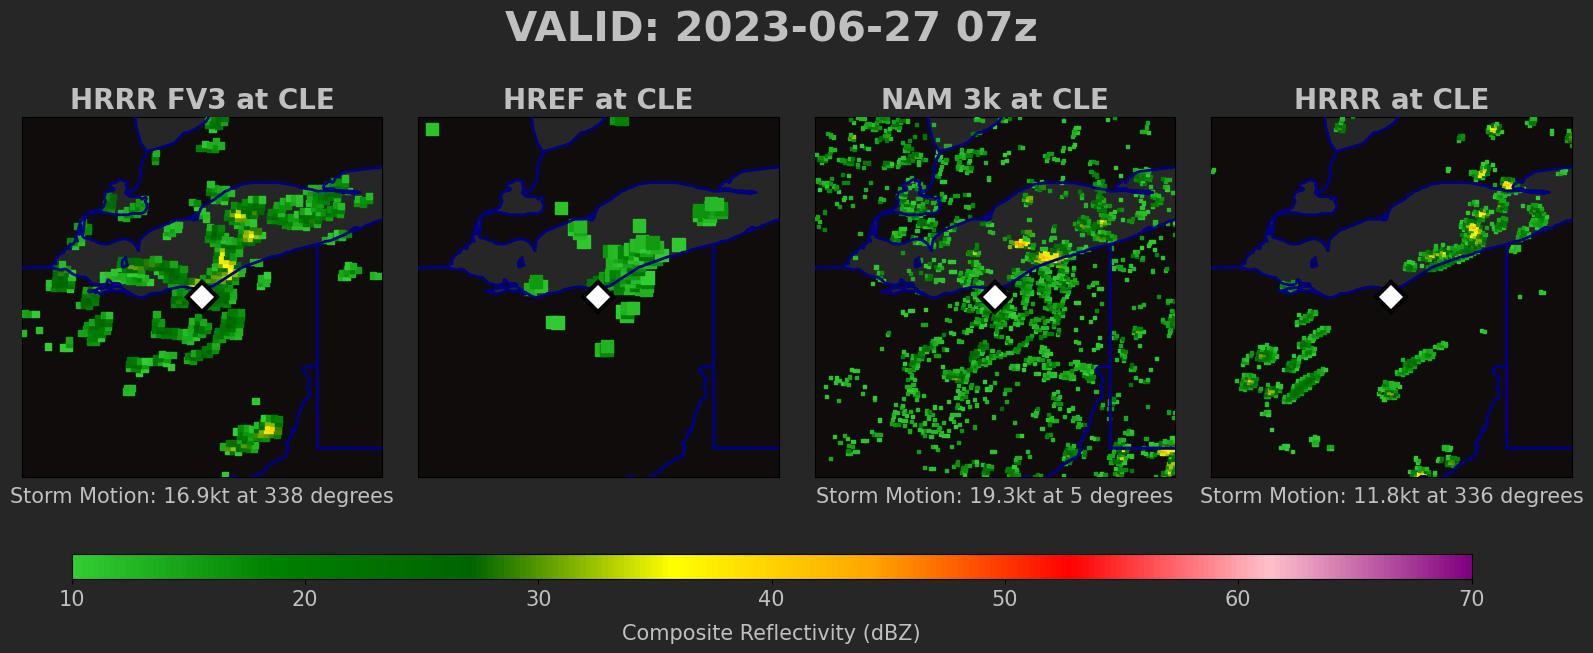 VALID: 2023-06-27 07z
HRRR FV3 at CLE
HREF at CLE
NAM 3k at CLE
HRRR at CLE
Storm Motion: 16.9kt at 338 degrees
Storm Motion: 19.3kt at 5 degrees
Storm Motion: 11.8kt at 336 degrees
10 20 30 40 50 60 70
Composite Reflectivity (dBZ)